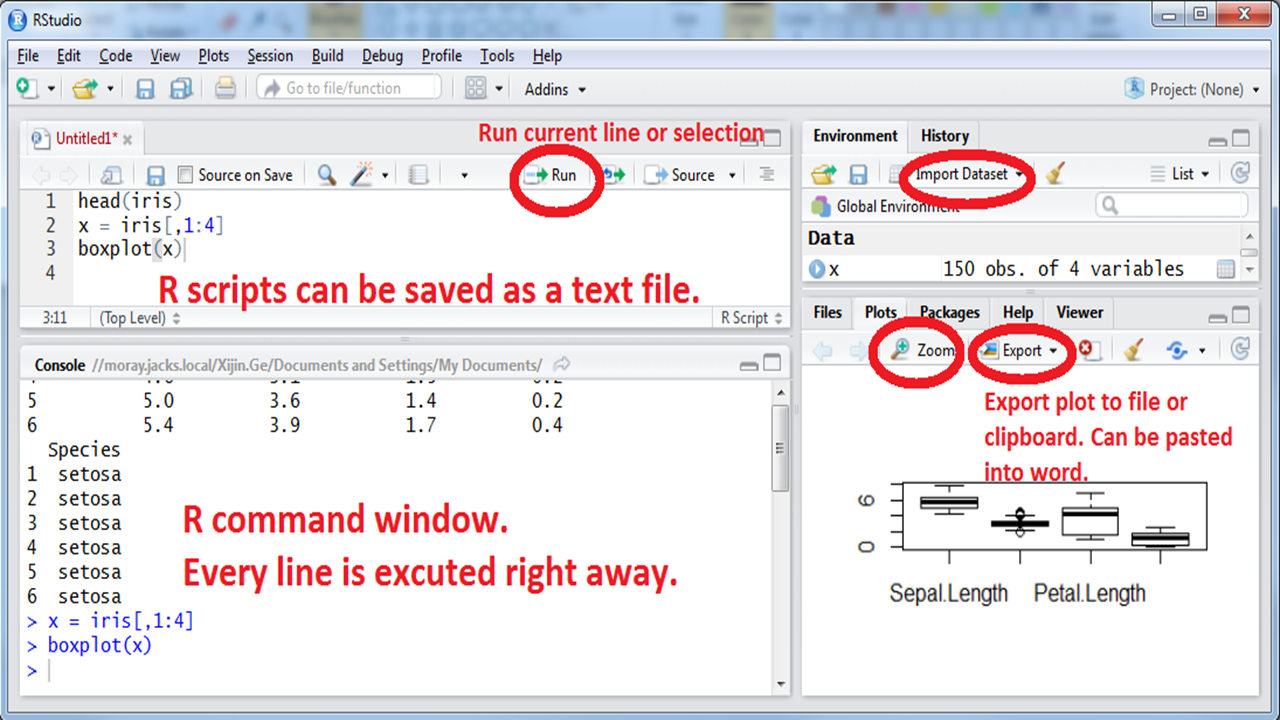 RStudio
File Edit Code View Plots Session Build Debug Profile Tools Help
Go to file/function Addins Project: (None)
Untitled1*
Run current line or selection
Source on Save Run Source
1 head(iris)
2 x = iris[,1:4]
3 boxplot(x)
4
R scripts can be saved as a text file.
3:11 (Top Level) R Script
Console //moray.jacks.local/Xijin.Ge/Documents and Settings/My Documents/
5 5.0 3.6 1.4 0.2
6 5.4 3.9 1.7 0.4
Species
1 setosa
2 setosa
3 setosa
4 setosa
5 setosa
6 setosa
> x = iris[,1:4]
> boxplot(x)
>
R command window.
Every line is excuted right away.
Environment History
Import Dataset List
Global Environment
Data
x 150 obs. of 4 variables
Files Plots Packages Help Viewer
Zoom Export
Export plot to file or
clipboard. Can be pasted
into word.
6
0
Sepal.Length Petal.Length